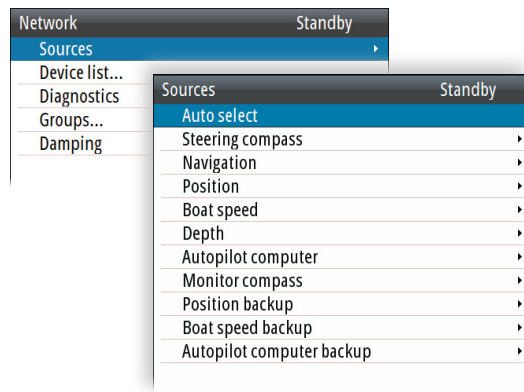 Network Standby
Sources
Device list...
Diagnostics
Groups...
Damping
Sources Standby
Auto select
Steering compass
Navigation
Position
Boat speed
Depth
Autopilot computer
Monitor compass
Position backup
Boat speed backup
Autopilot computer backup